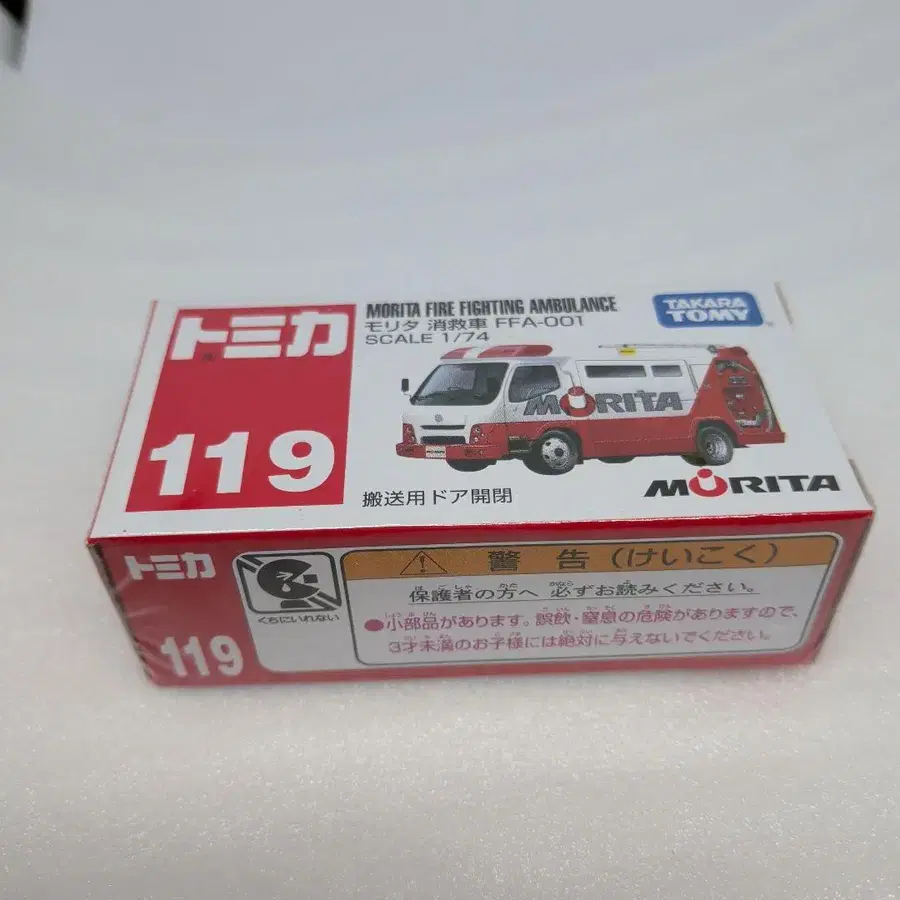 トミカ
119
MORITA FIRE FIGHTING AMBULANCE
モリタ 消救車 FFA-001
SCALE 1/74
TAKARA TOMY
MORITA
搬送用ドア開閉
MORITA
トミカ
119
くちにいれない
警告(けいこく)
保護者の方へ 必ずお読みください。
●小部品があります。誤飲・窒息の危険がありますので、
3才未満のお子様には絶対に与えないでください。